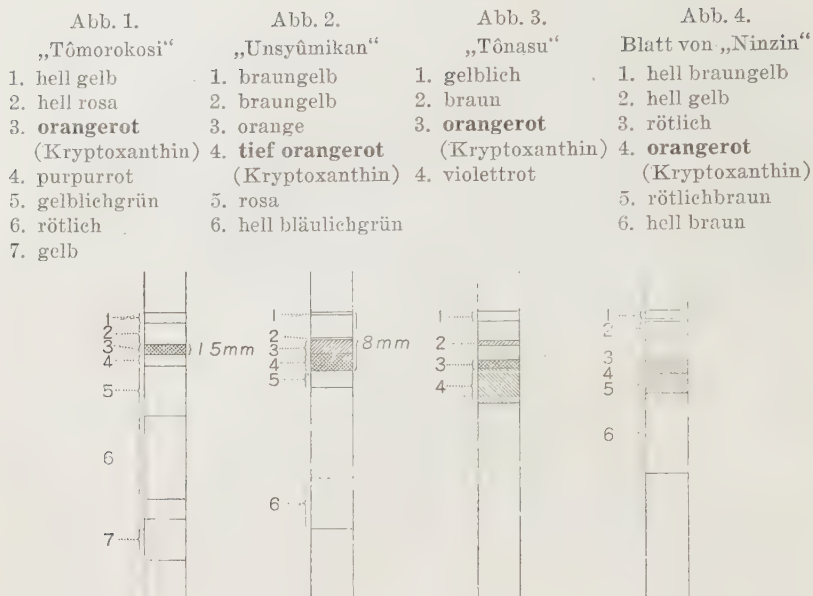 Abb. 1.
„Tômorokosi“
1. hell gelb
2. hell rosa
3. orangerot
(Kryptoxanthin)
4. purpurrot
5. gelblichgrün
6. rötlich
7. gelb
Abb. 2.
„Unsyûmikan“
1. braungelb
2. braungelb
3. orange
4. tief orangerot
(Kryptoxanthin)
5. rosa
6. hell bläulichgrün
Abb. 3.
„Tônasu“
1. gelblich
2. braun
3. orangerot
(Kryptoxanthin)
4. violettrot
Abb. 4.
Blatt von „Ninzin“
1. hell braungelb
2. hell gelb
3. rötlich
4. orangerot
(Kryptoxanthin)
5. rötlichbraun
6. hell braun
1
2
3
15mm
4
5
6
7
1
2
3
8mm
4
5
6
1
2
3
4
1
2
3
4
5
6